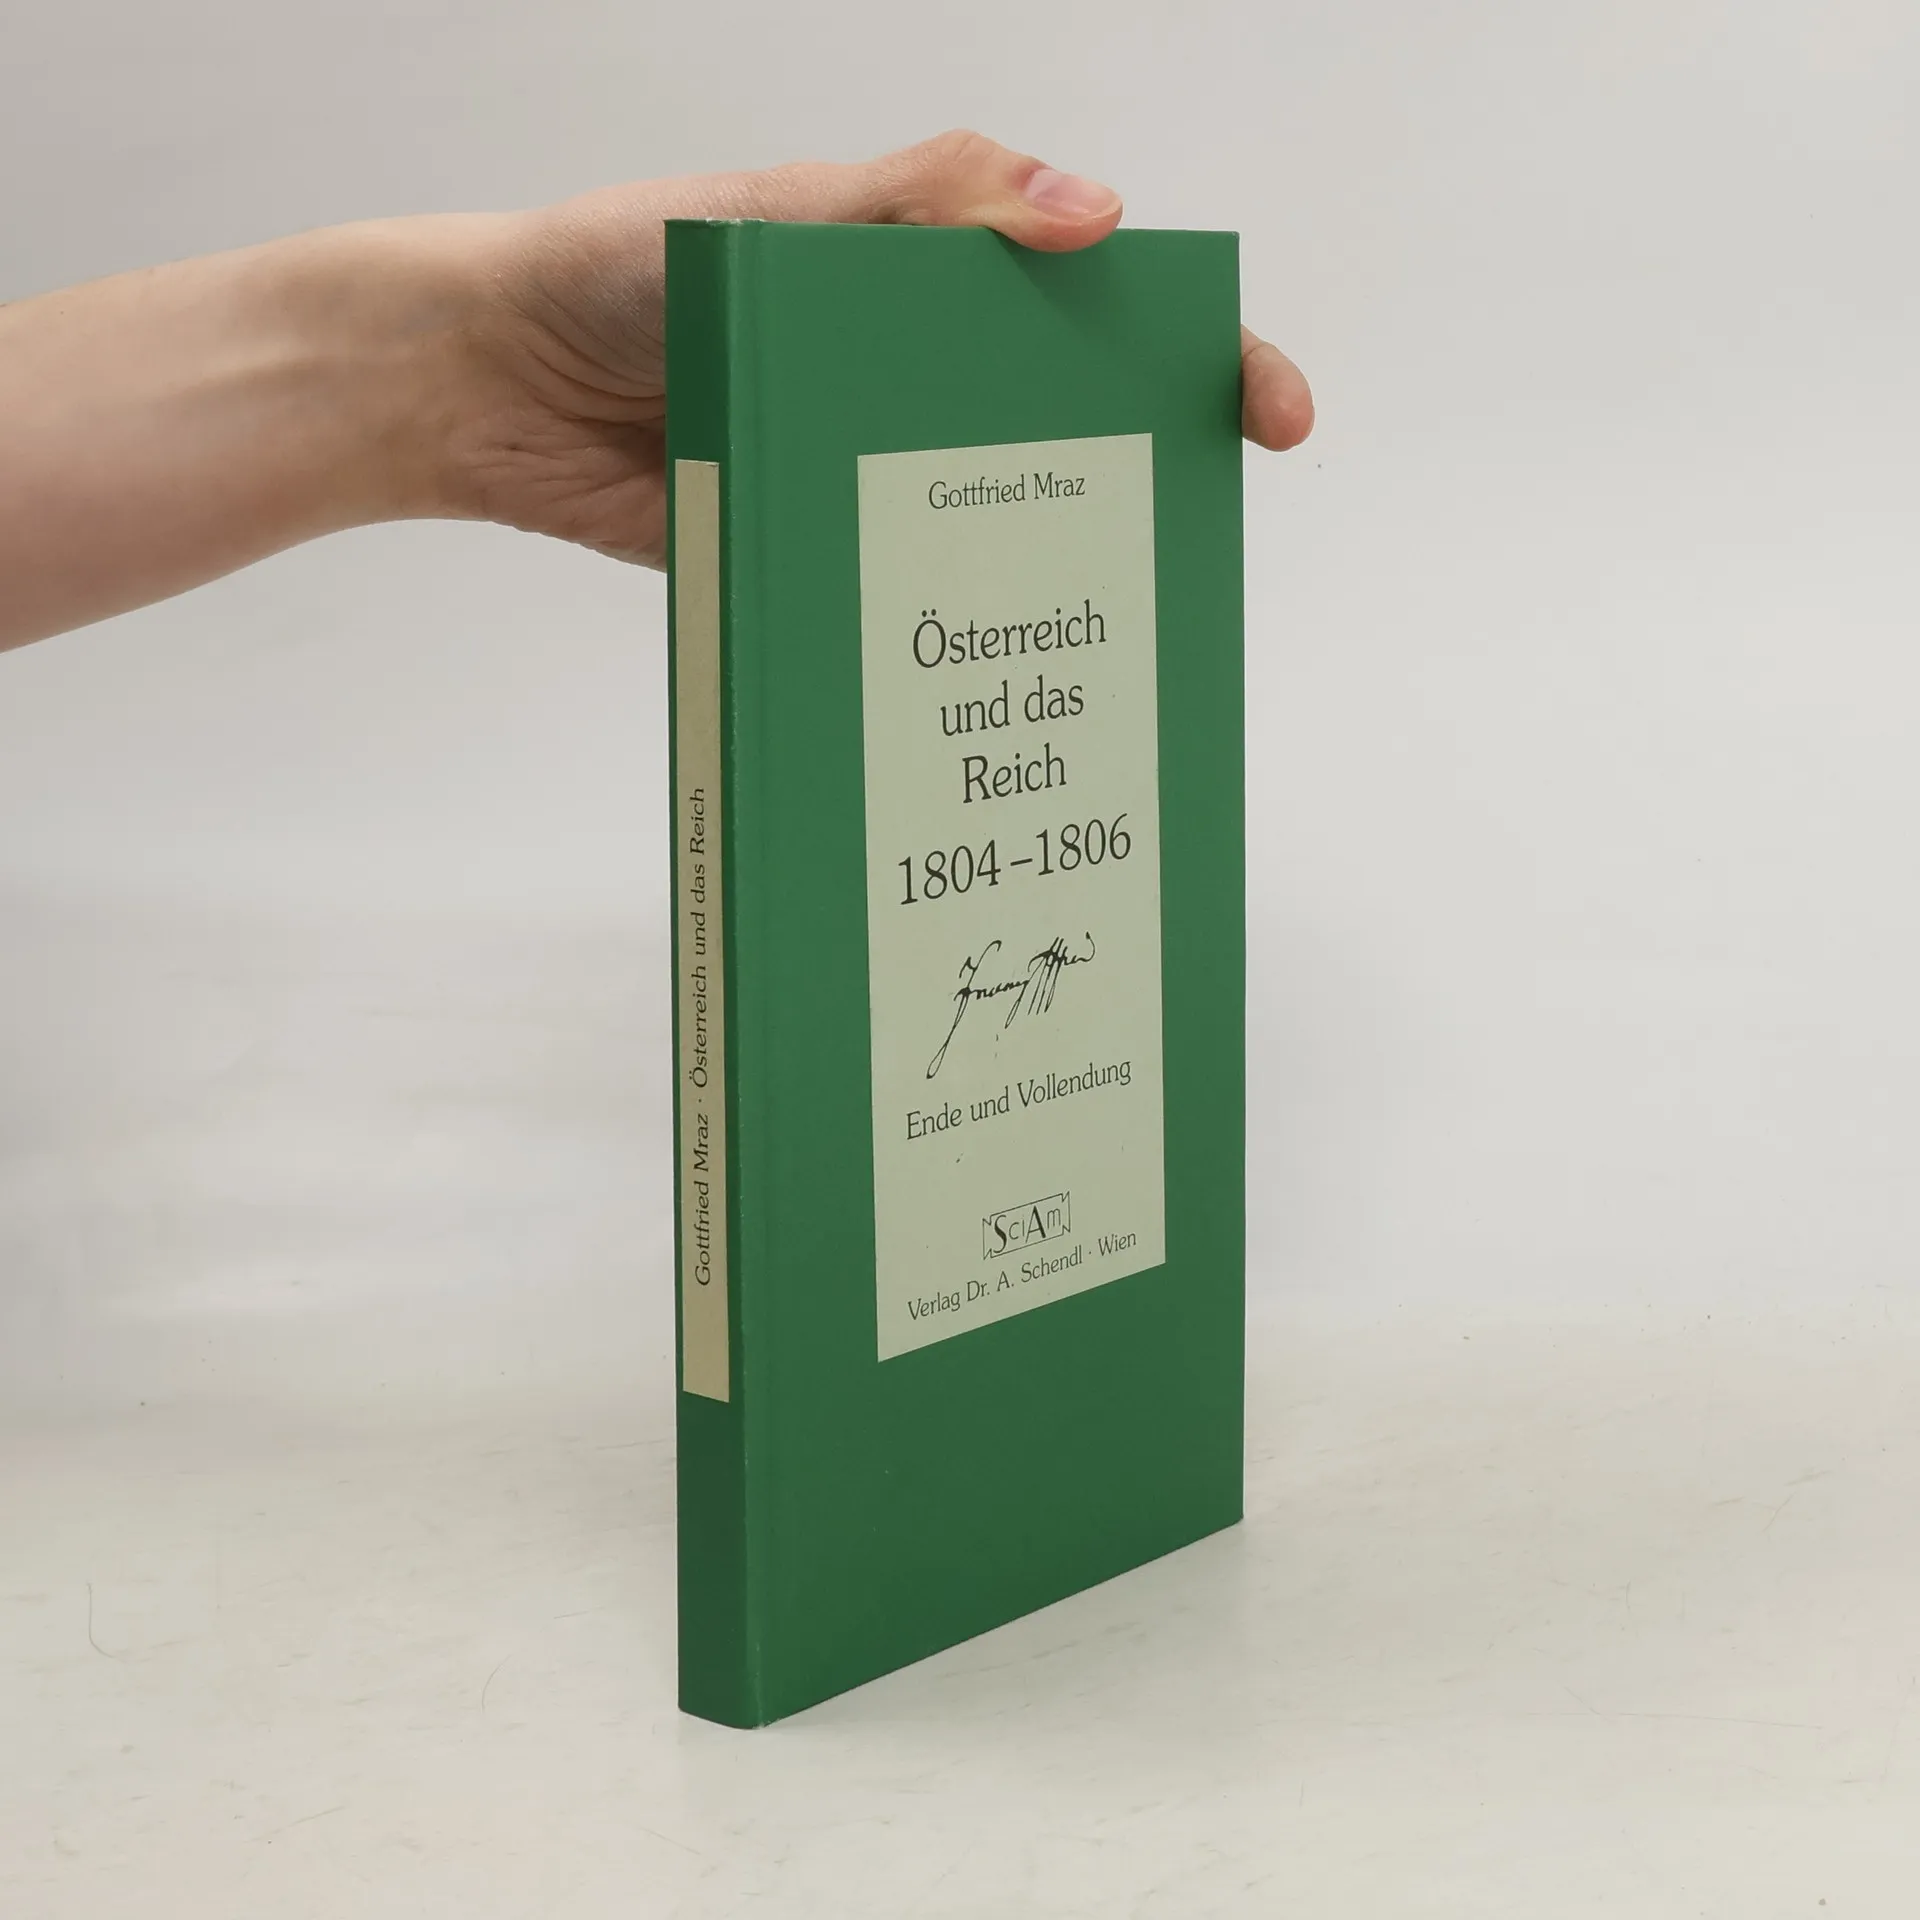 Gottfried Mraz
Österreich
und das
Reich
1804–1806
Ende und Vollendung
SciAm
Verlag Dr. A. Schendl · Wien
Gottfried Mraz · Österreich und das Reich